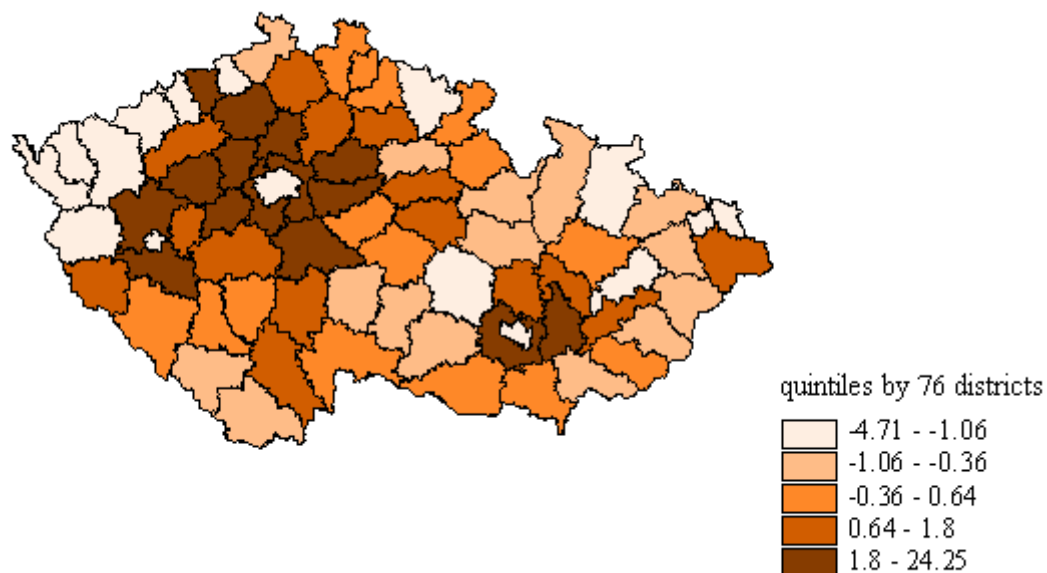 quintiles by 76 districts
-4.71 - -1.06
-1.06 - -0.36
-0.36 - 0.64
0.64 - 1.8
1.8 - 24.25